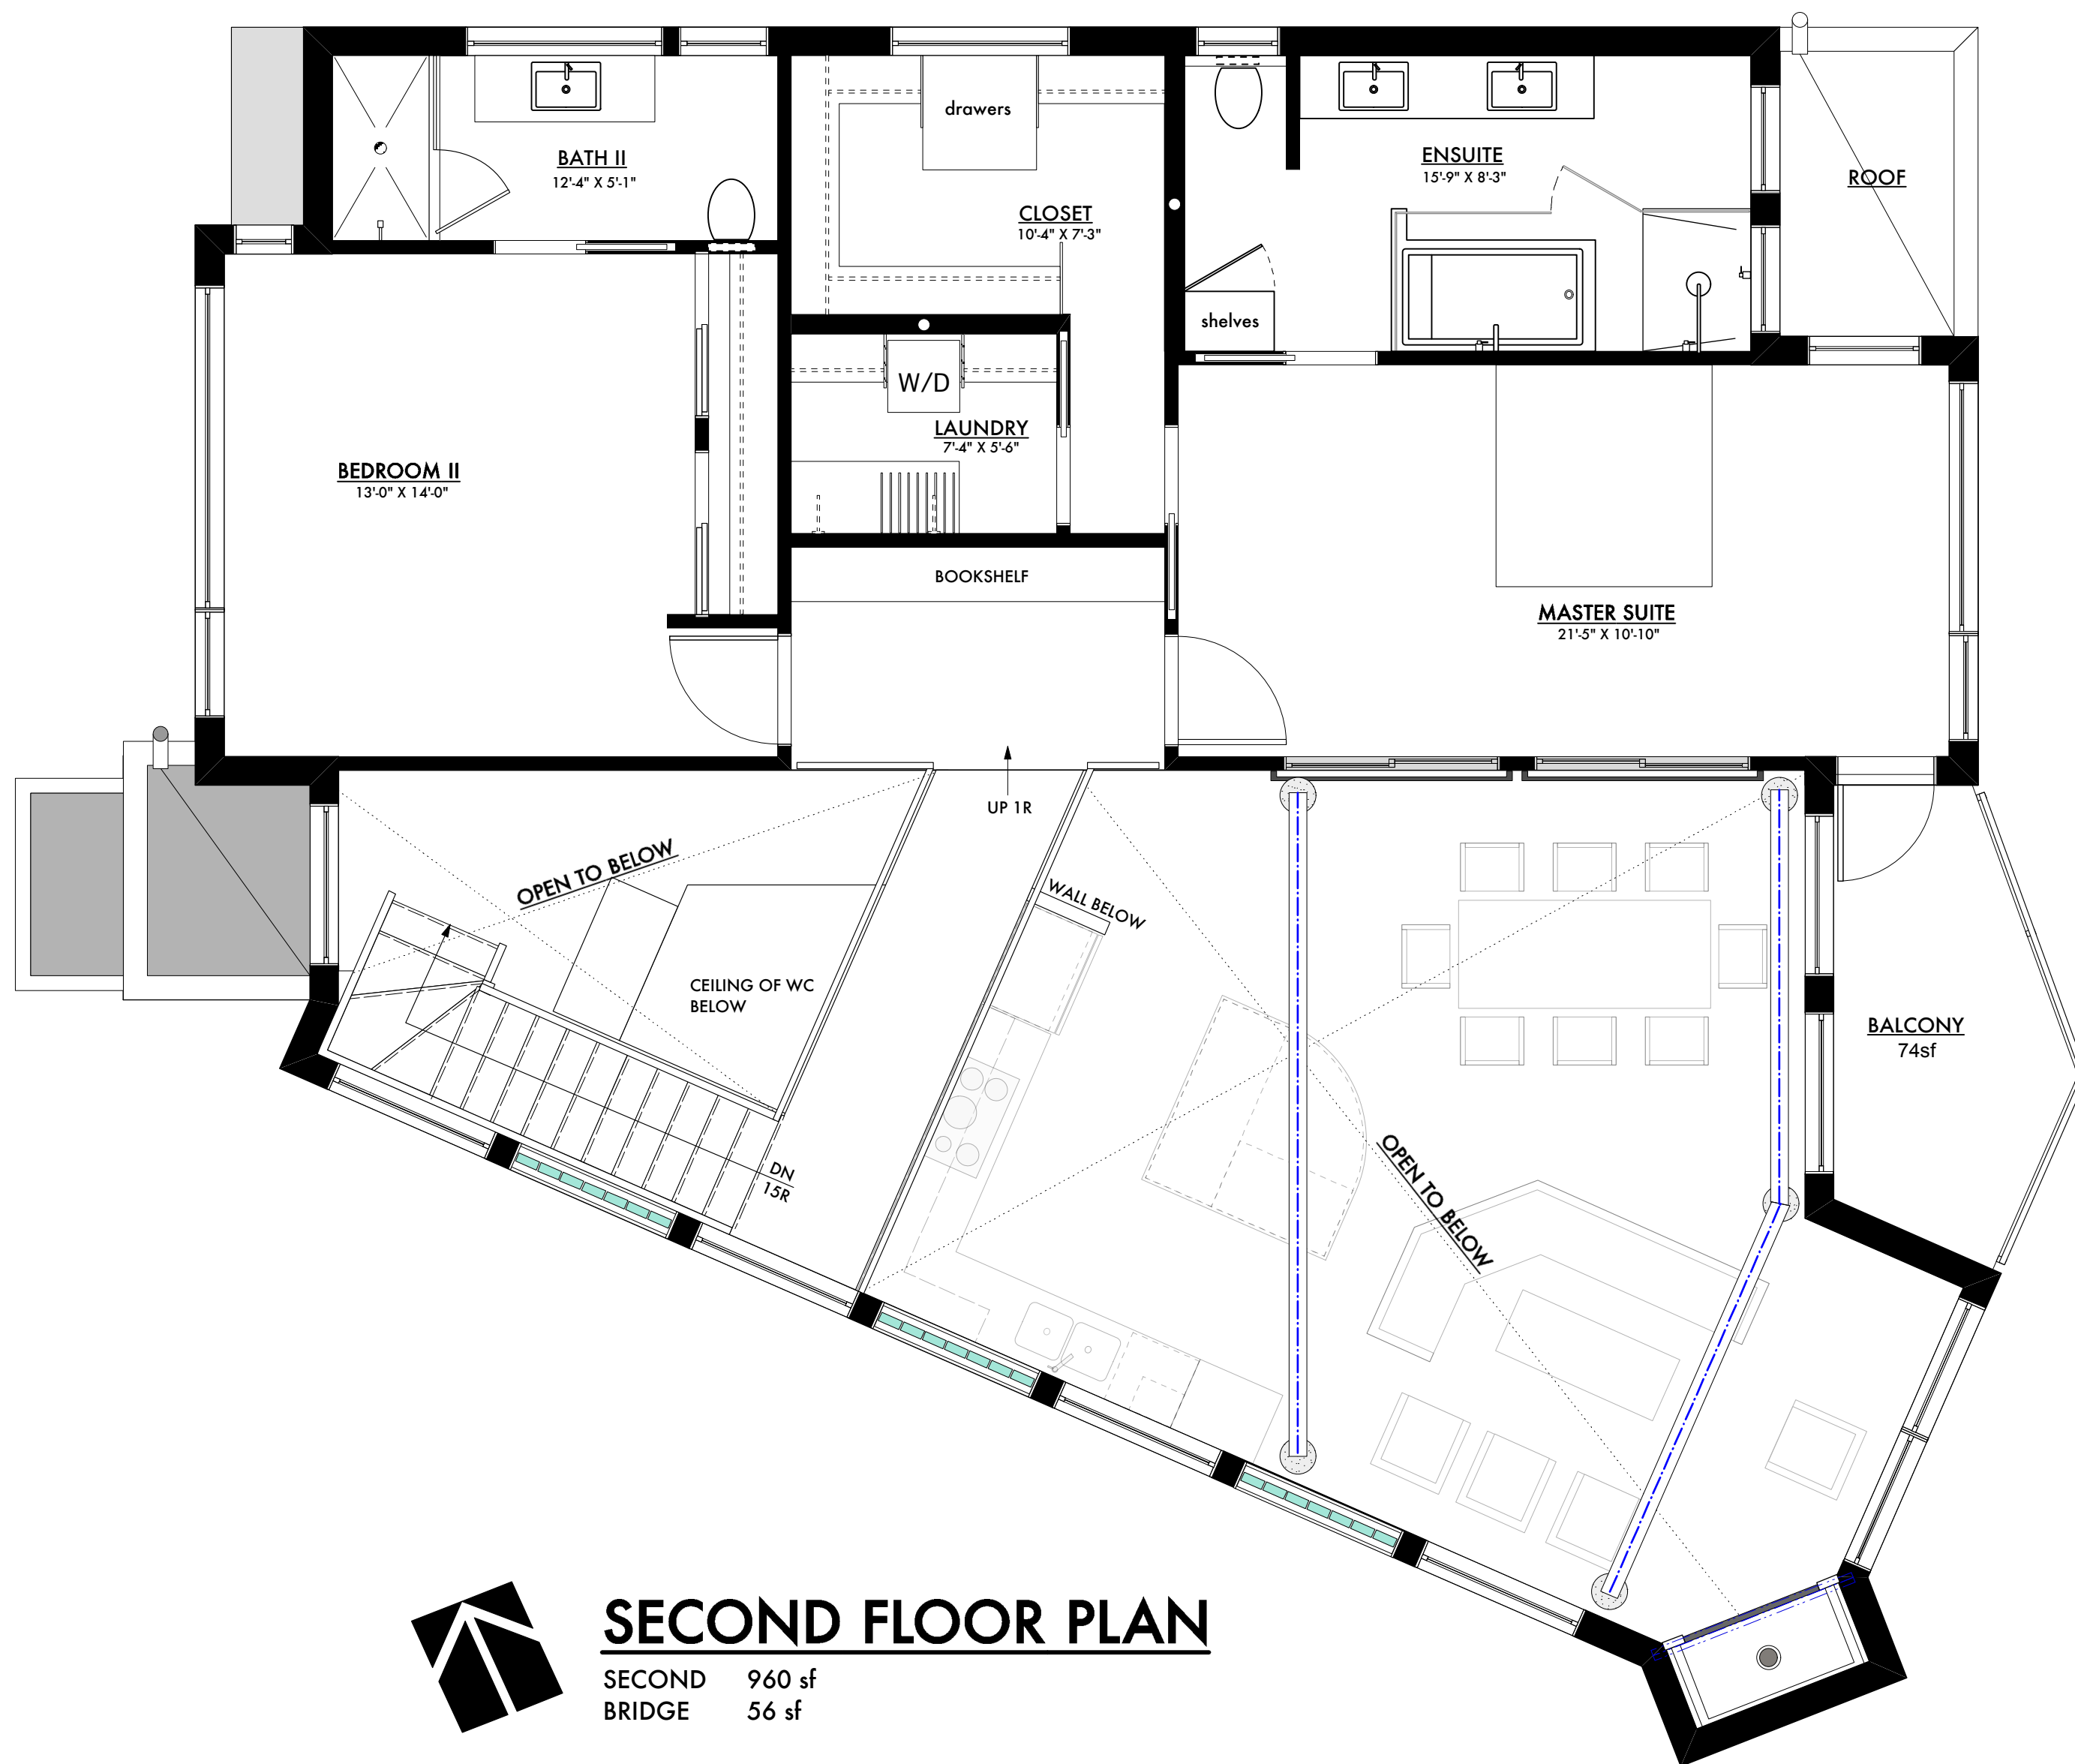 drawers
BATH II
12'-4" X 5'-1"
ENSUITE
15'-9" X 8'-3"
ROOF
CLOSET
10'-4" X 7'-3"
shelves
W/D
LAUNDRY
7'-4" X 5'-6"
BEDROOM II
13'-0" X 14'-0"
BOOKSHELF
MASTER SUITE
21'-5" X 10'-10"
UP 1R
OPEN TO BELOW
WALL BELOW
CEILING OF WC
BELOW
BALCONY
74sf
DN
15R
OPEN TO BELOW
SECOND FLOOR PLAN
SECOND 960 sf
BRIDGE 56 sf